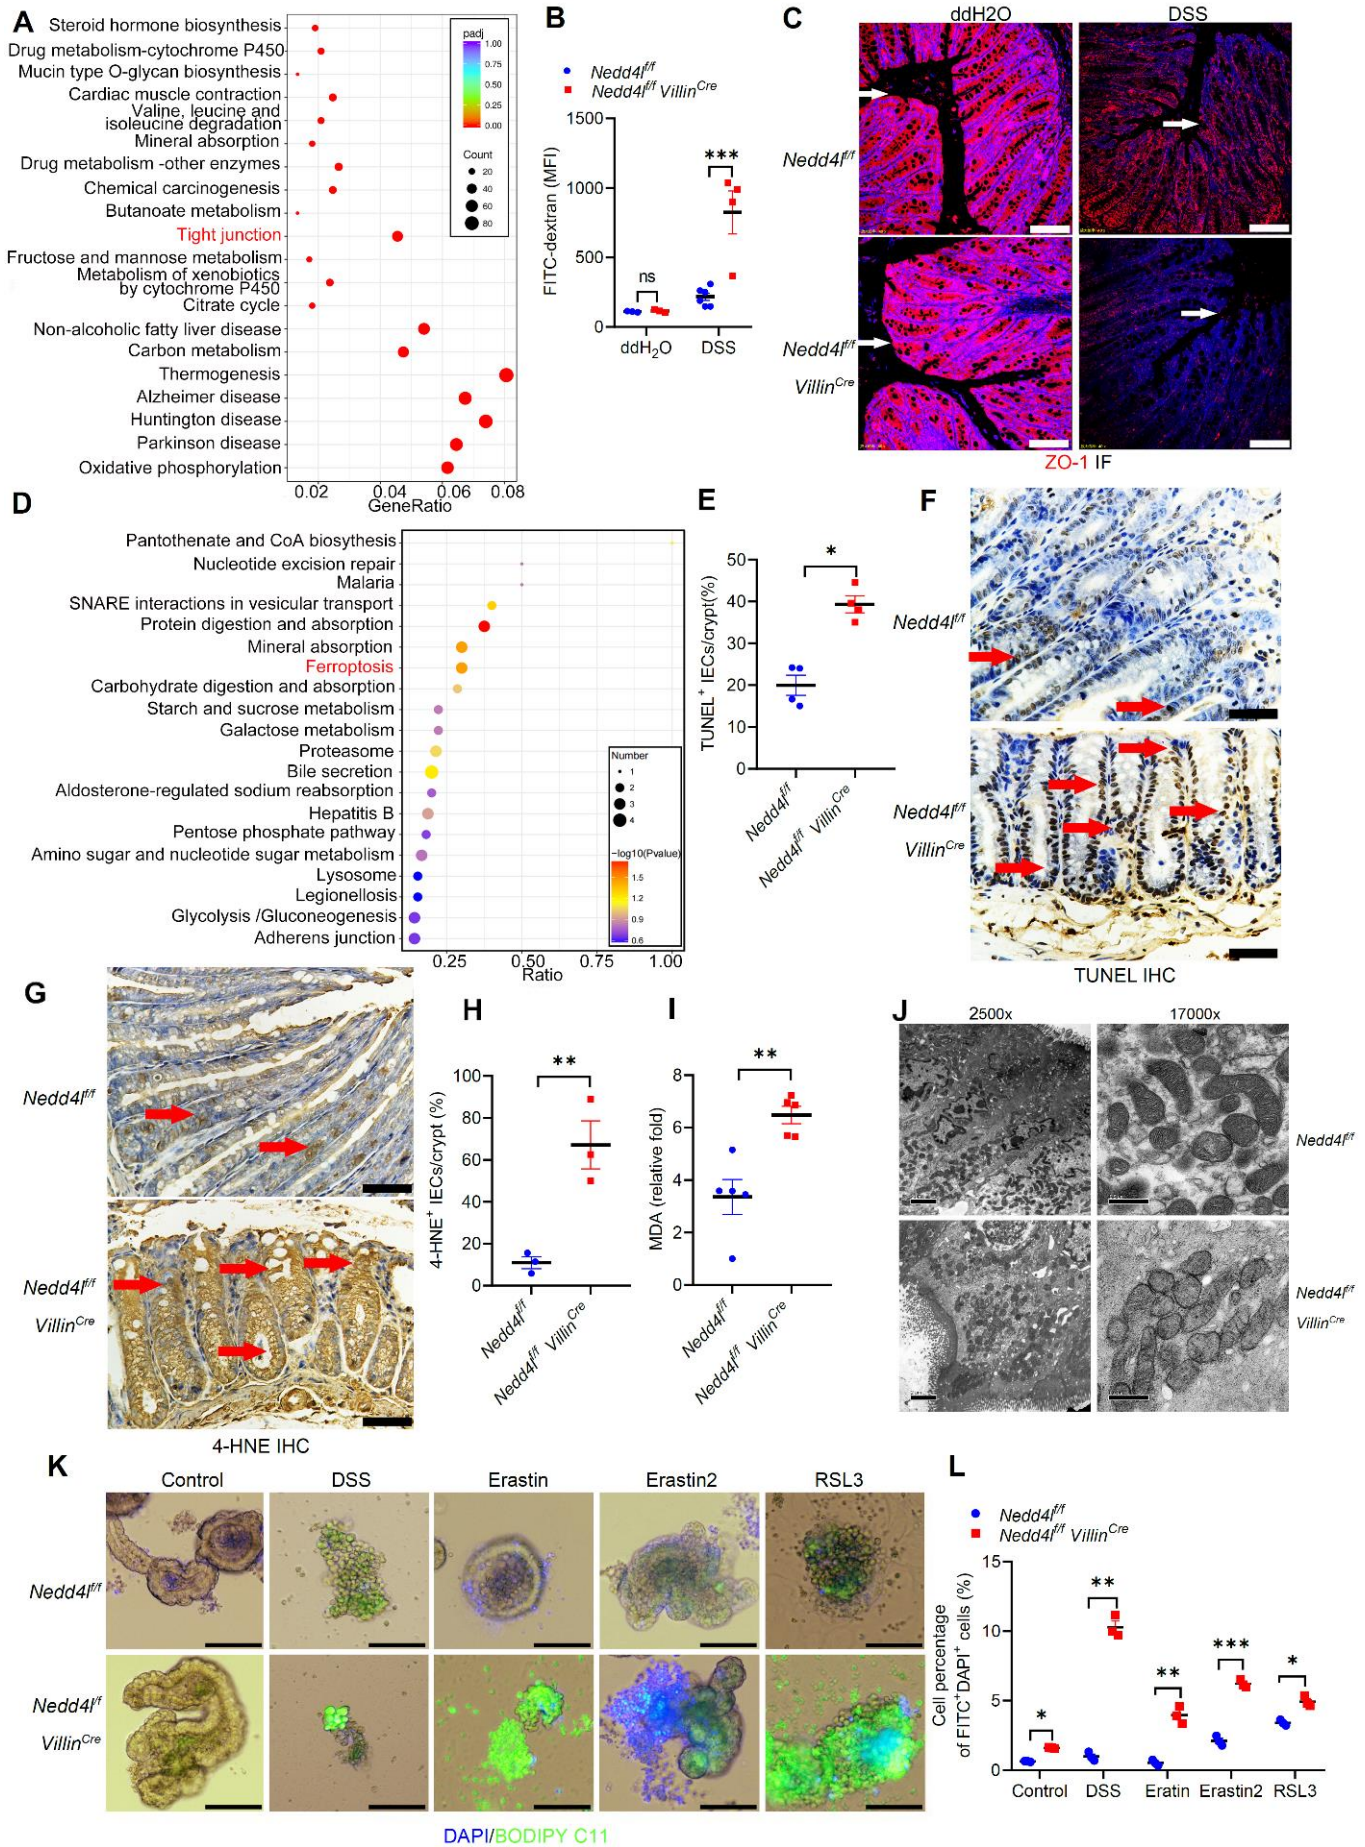 A
Steroid hormone biosynthesis
Drug metabolism-cytochrome P450
Mucin type O-glycan biosynthesis
Cardiac muscle contraction
Valine, leucine and
isoleucine degradation
Mineral absorption
Drug metabolism -other enzymes
Chemical carcinogenesis
Butanoate metabolism
Tight junction
Fructose and mannose metabolism
Metabolism of xenobiotics
by cytochrome P450
Citrate cycle
Non-alcoholic fatty liver disease
Carbon metabolism
Thermogenesis
Alzheimer disease
Huntington disease
Parkinson disease
Oxidative phosphorylation
0.02 0.04 0.06 0.08
GeneRatio
padj
1.00
0.75
0.50
0.25
0.00
Count
20
40
60
80
B
Nedd4l^f/f
Nedd4l^f/f Villin^Cre
FITC-dextran (MFI)
1500
1000
500
0
ns
***
ddH2O DSS
C
ddH2O DSS
Nedd4l^f/f
Nedd4l^f/f
Villin^Cre
ZO-1 IF
D
Pantothenate and CoA biosythesis
Nucleotide excision repair
Malaria
SNARE interactions in vesicular transport
Protein digestion and absorption
Mineral absorption
Ferroptosis
Carbohydrate digestion and absorption
Starch and sucrose metabolism
Galactose metabolism
Proteasome
Bile secretion
Aldosterone-regulated sodium reabsorption
Hepatitis B
Pentose phosphate pathway
Amino sugar and nucleotide sugar metabolism
Lysosome
Legionellosis
Glycolysis /Gluconeogenesis
Adherens junction
0.25 0.50 0.75 1.00
Ratio
Number
1
2
3
4
−log10(Pvalue)
1.5
1.2
0.9
0.6
E
TUNEL+ IECs/crypt(%)
50
40
30
20
10
0
*
Nedd4l^f/f
Nedd4l^f/f Villin^Cre
F
Nedd4l^f/f
Nedd4l^f/f
Villin^Cre
TUNEL IHC
G
Nedd4l^f/f
Nedd4l^f/f
Villin^Cre
4-HNE IHC
H
4-HNE+ IECs/crypt (%)
100
80
60
40
20
0
**
Nedd4l^f/f
Nedd4l^f/f Villin^Cre
I
MDA (relative fold)
8
6
4
2
0
**
Nedd4l^f/f
Nedd4l^f/f Villin^Cre
J
2500x 17000x
Nedd4l^f/f
Nedd4l^f/f
Villin^Cre
K
Control DSS Erastin Erastin2 RSL3
Nedd4l^f/f
Nedd4l^f/f
Villin^Cre
DAPI/BODIPY C11
L
Nedd4l^f/f
Nedd4l^f/f Villin^Cre
Cell percentage
of FITC+DAPI+ cells (%)
15
10
5
0
* ** ** *** *
Control DSS Eratin Erastin2 RSL3